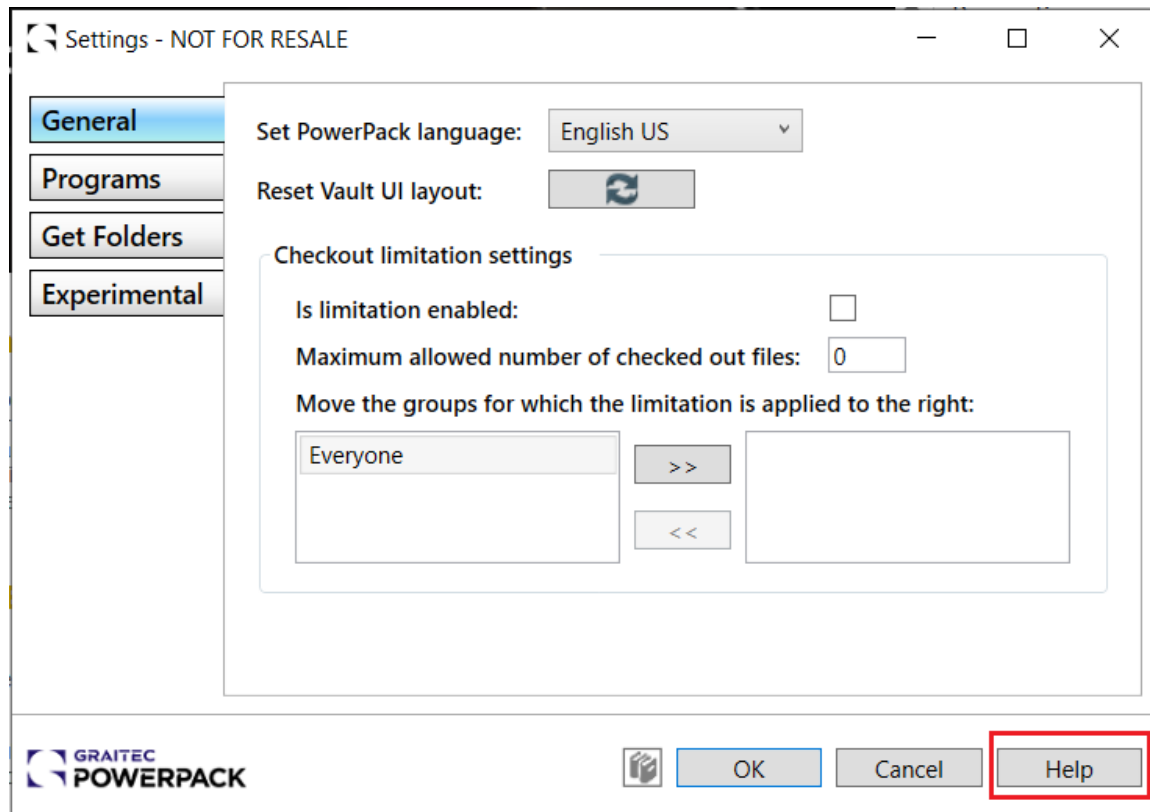 Settings - NOT FOR RESALE
General
Programs
Get Folders
Experimental
Set PowerPack language: English US
Reset Vault UI layout:
Checkout limitation settings
Is limitation enabled:
Maximum allowed number of checked out files: 0
Move the groups for which the limitation is applied to the right:
Everyone
>>
<<
GRAITEC
POWERPACK
OK Cancel Help